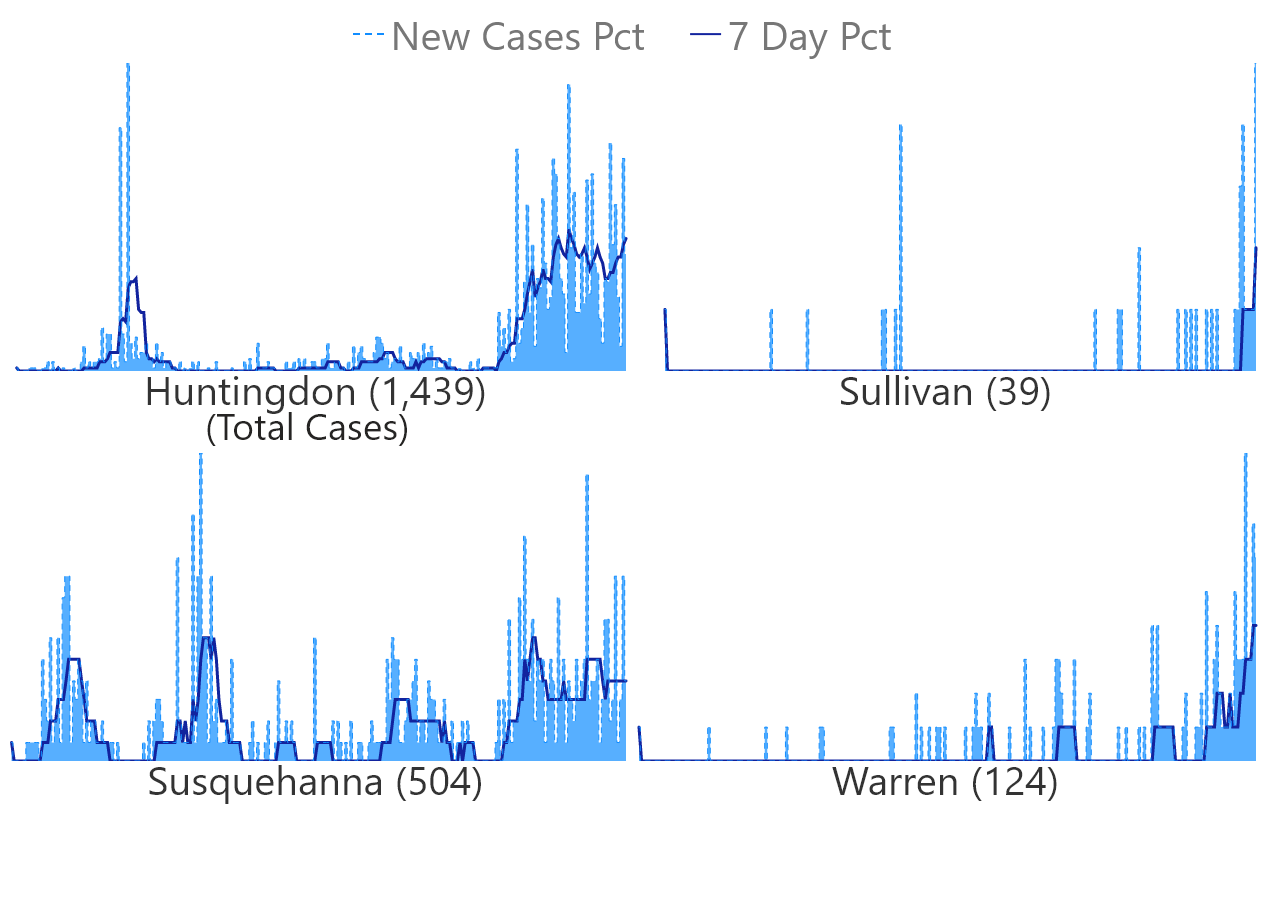 New Cases Pct 7 Day Pct
Huntingdon (1,439)
(Total Cases)
Sullivan (39)
Susquehanna (504)
Warren (124)